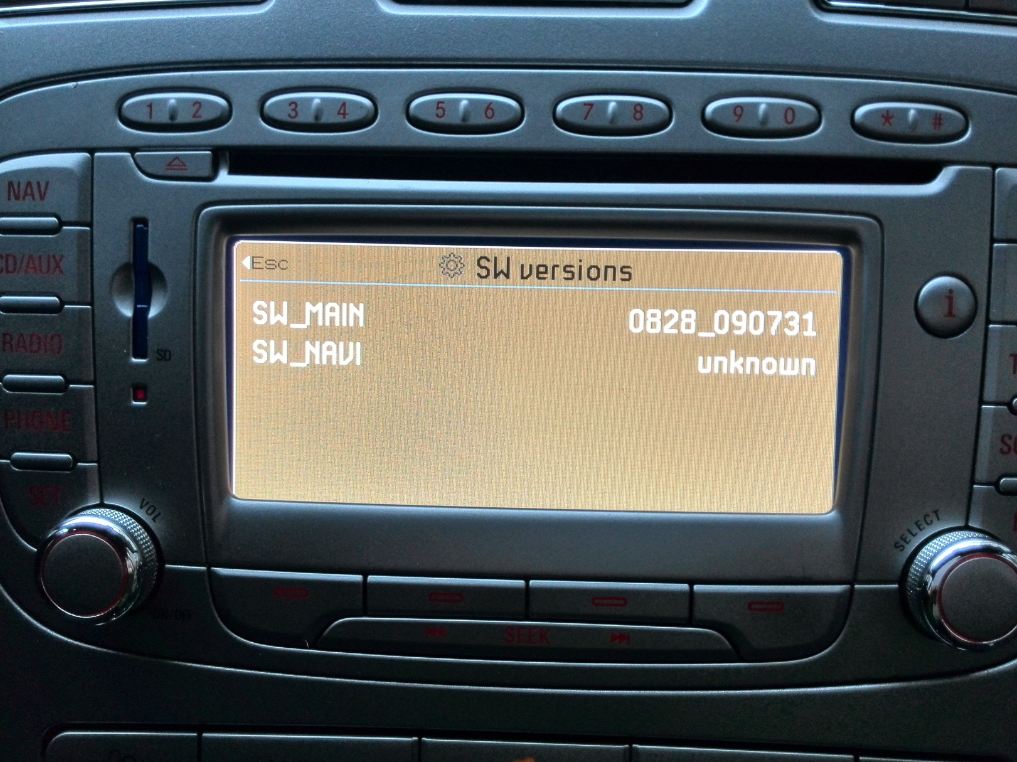 1 2 3 4 5 6 7 8 9 0 * #
NAV
CD/AUX
RADIO
PHONE
SET
SD
Esc SW versions
SW_MAIN 0828_090731
SW_NAVI unknown
i
VOL
SELECT
SEEK